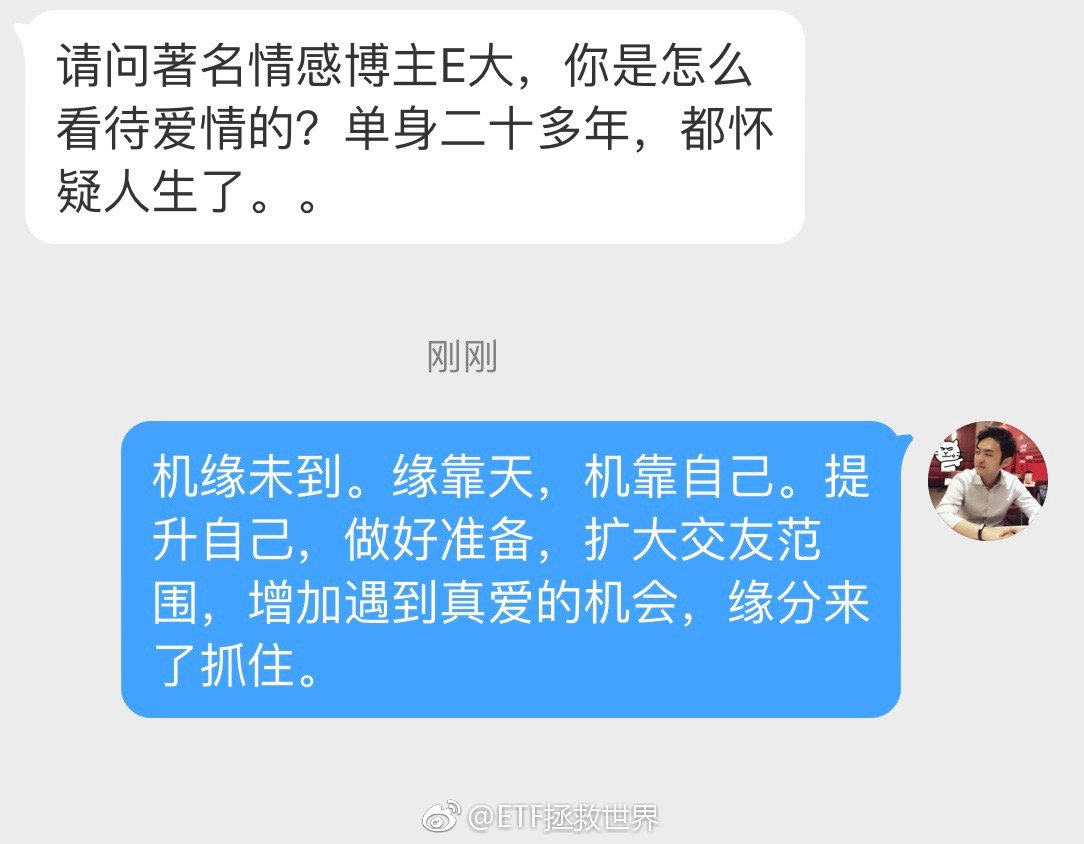 请问著名情感博主E大，你是怎么
看待爱情的？单身二十多年，都怀
疑人生了。。
刚刚
机缘未到。缘靠天，机靠自己。提
升自己，做好准备，扩大交友范
围，增加遇到真爱的机会，缘分来
了抓住。
@ETF拯救世界